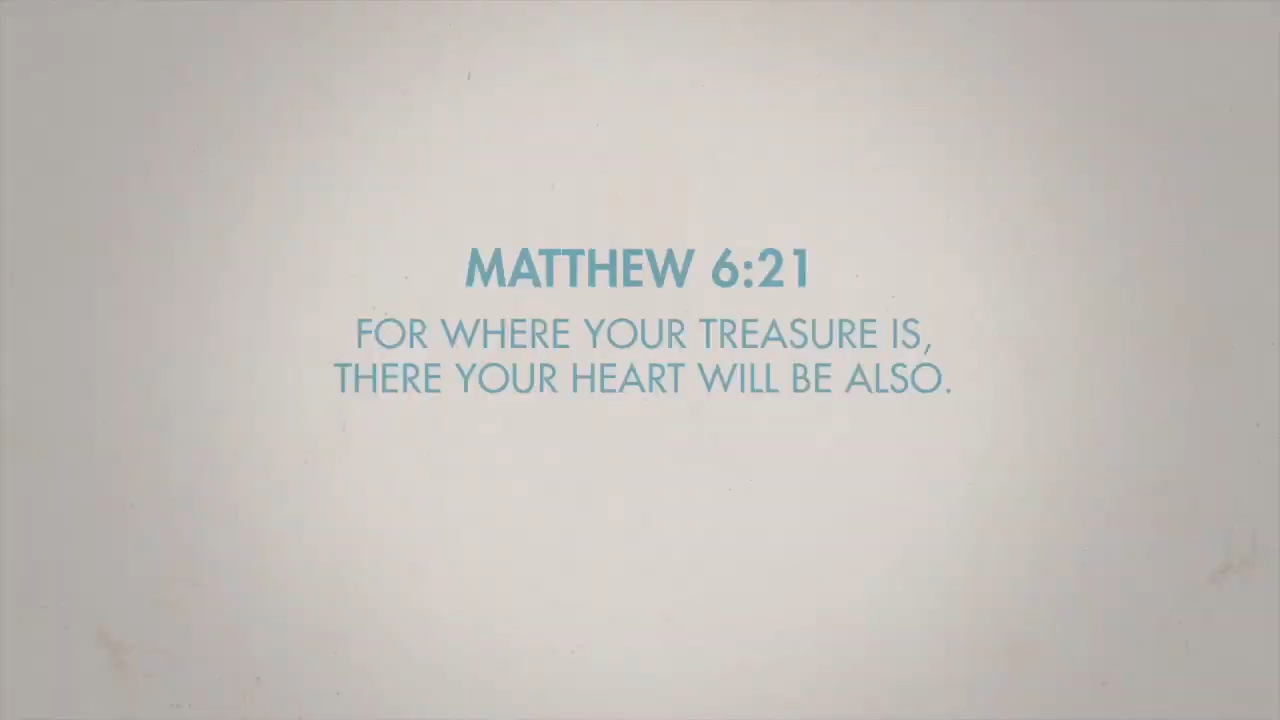 MATTHEW 6:21
FOR WHERE YOUR TREASURE IS,
THERE YOUR HEART WILL BE ALSO.